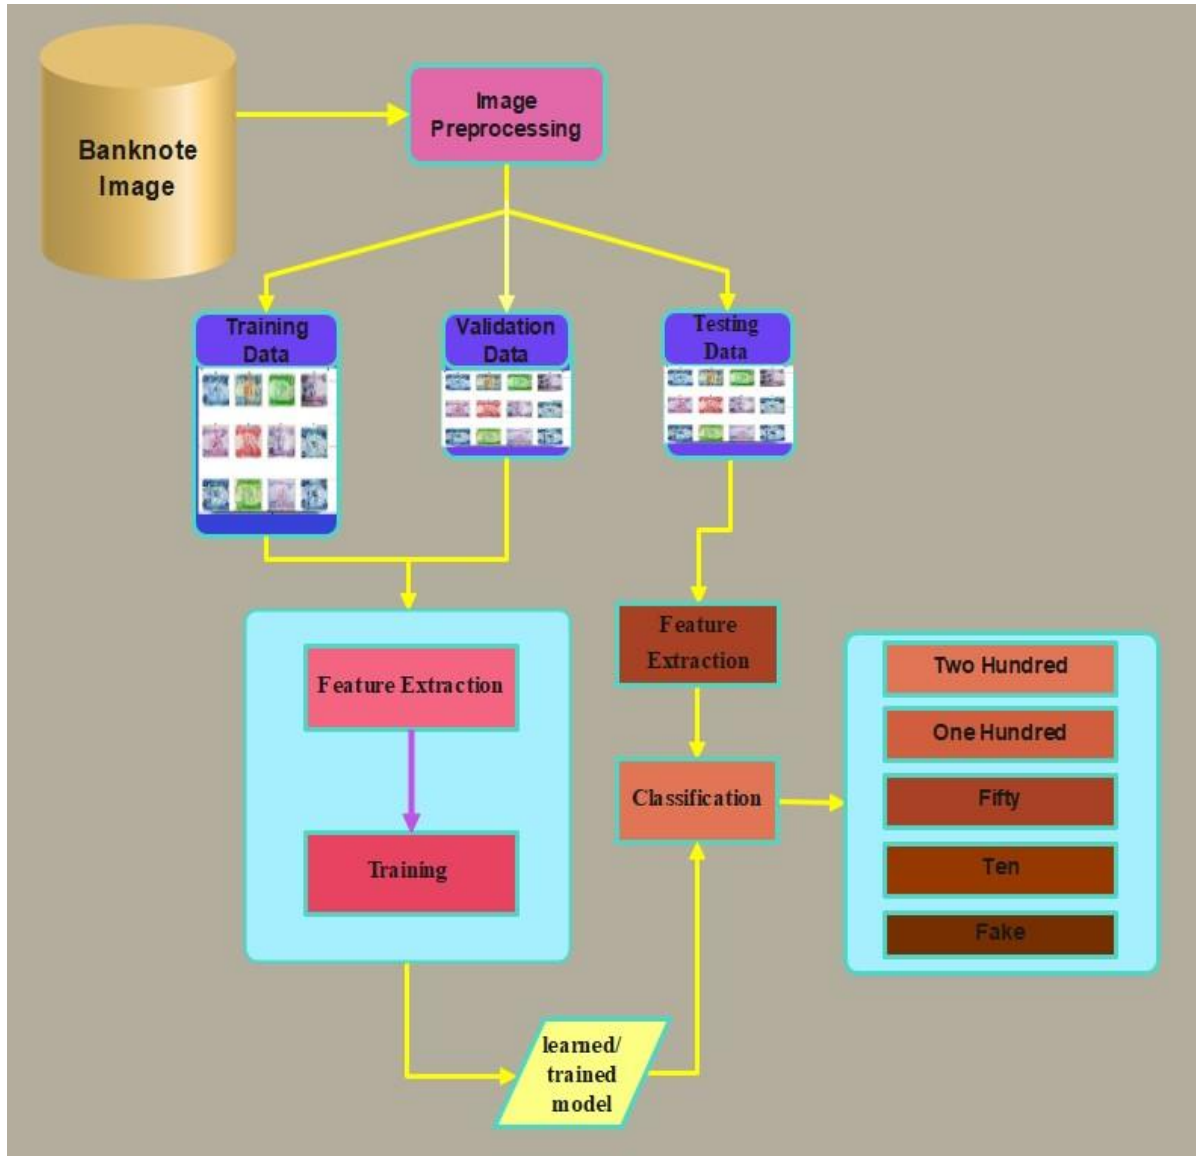 Banknote
Image
Image
Preprocessing
Training
Data
Validation
Data
Testing
Data
Feature Extraction
Training
Feature
Extraction
Classification
learned/
trained
model
Two Hundred
One Hundred
Fifty
Ten
Fake